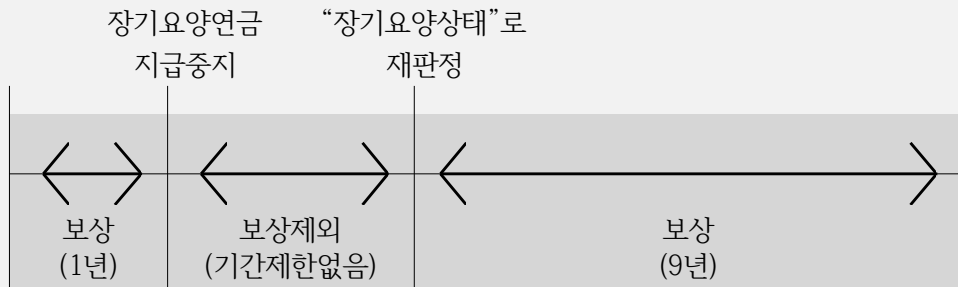 장기요양연금
지급중지
“장기요양상태”로
재판정
보상
(1년)
보상제외
(기간제한없음)
보상
(9년)